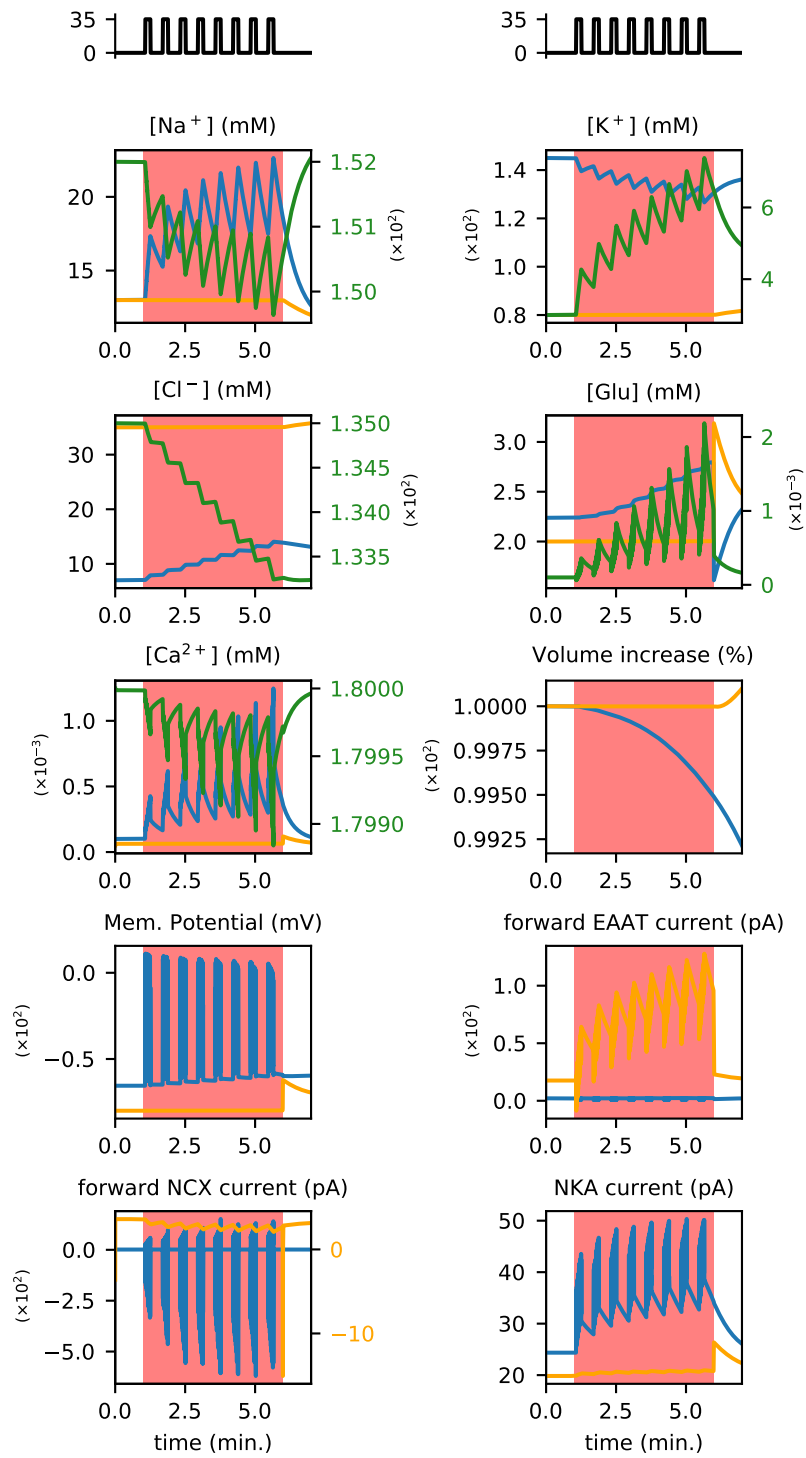 35
0
35
0
[Na⁺] (mM)
[K⁺] (mM)
20
15
1.52
1.51
1.50
(×10²)
0.0 2.5 5.0
1.4
1.2
1.0
0.8
(×10²)
6
4
0.0 2.5 5.0
[Cl⁻] (mM)
[Glu] (mM)
30
20
10
1.350
1.345
1.340
1.335
(×10²)
0.0 2.5 5.0
3.0
2.5
2.0
2
1
0
(×10⁻³)
0.0 2.5 5.0
[Ca²⁺] (mM)
Volume increase (%)
(×10⁻³)
1.0
0.5
0.0
1.8000
1.7995
1.7990
0.0 2.5 5.0
(×10²)
1.0000
0.9975
0.9950
0.9925
0.0 2.5 5.0
Mem. Potential (mV)
forward EAAT current (pA)
(×10²)
0.0
−0.5
0.0 2.5 5.0
(×10²)
1.0
0.5
0.0
0.0 2.5 5.0
forward NCX current (pA)
NKA current (pA)
(×10²)
0.0
−2.5
−5.0
0
−10
0.0 2.5 5.0
time (min.)
50
40
30
20
0.0 2.5 5.0
time (min.)